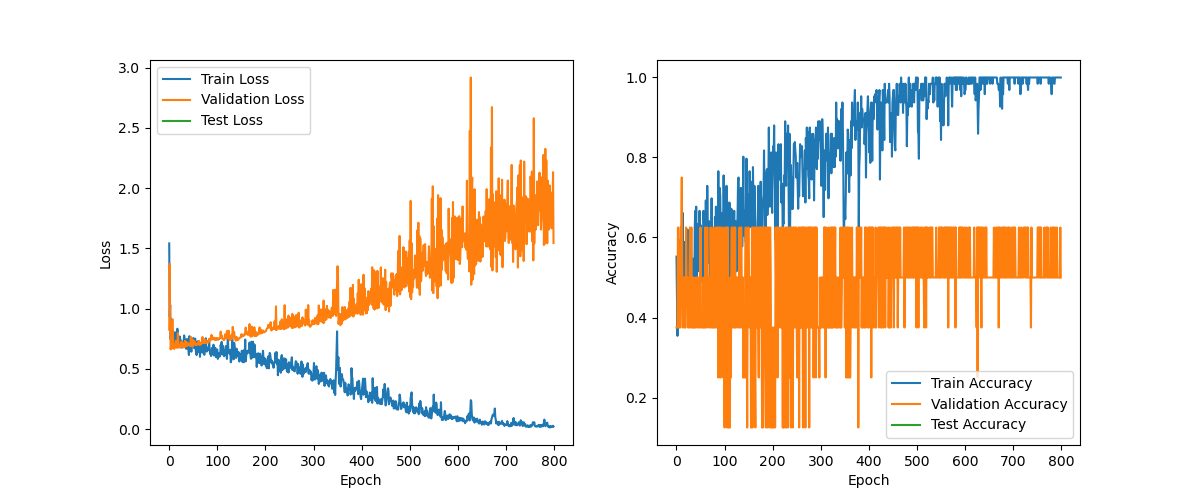 3.0
2.5
2.0
1.5
1.0
0.5
0.0
Loss
0 100 200 300 400 500 600 700 800
Epoch
Train Loss
Validation Loss
Test Loss
1.0
0.8
0.6
0.4
0.2
Accuracy
0 100 200 300 400 500 600 700 800
Epoch
Train Accuracy
Validation Accuracy
Test Accuracy